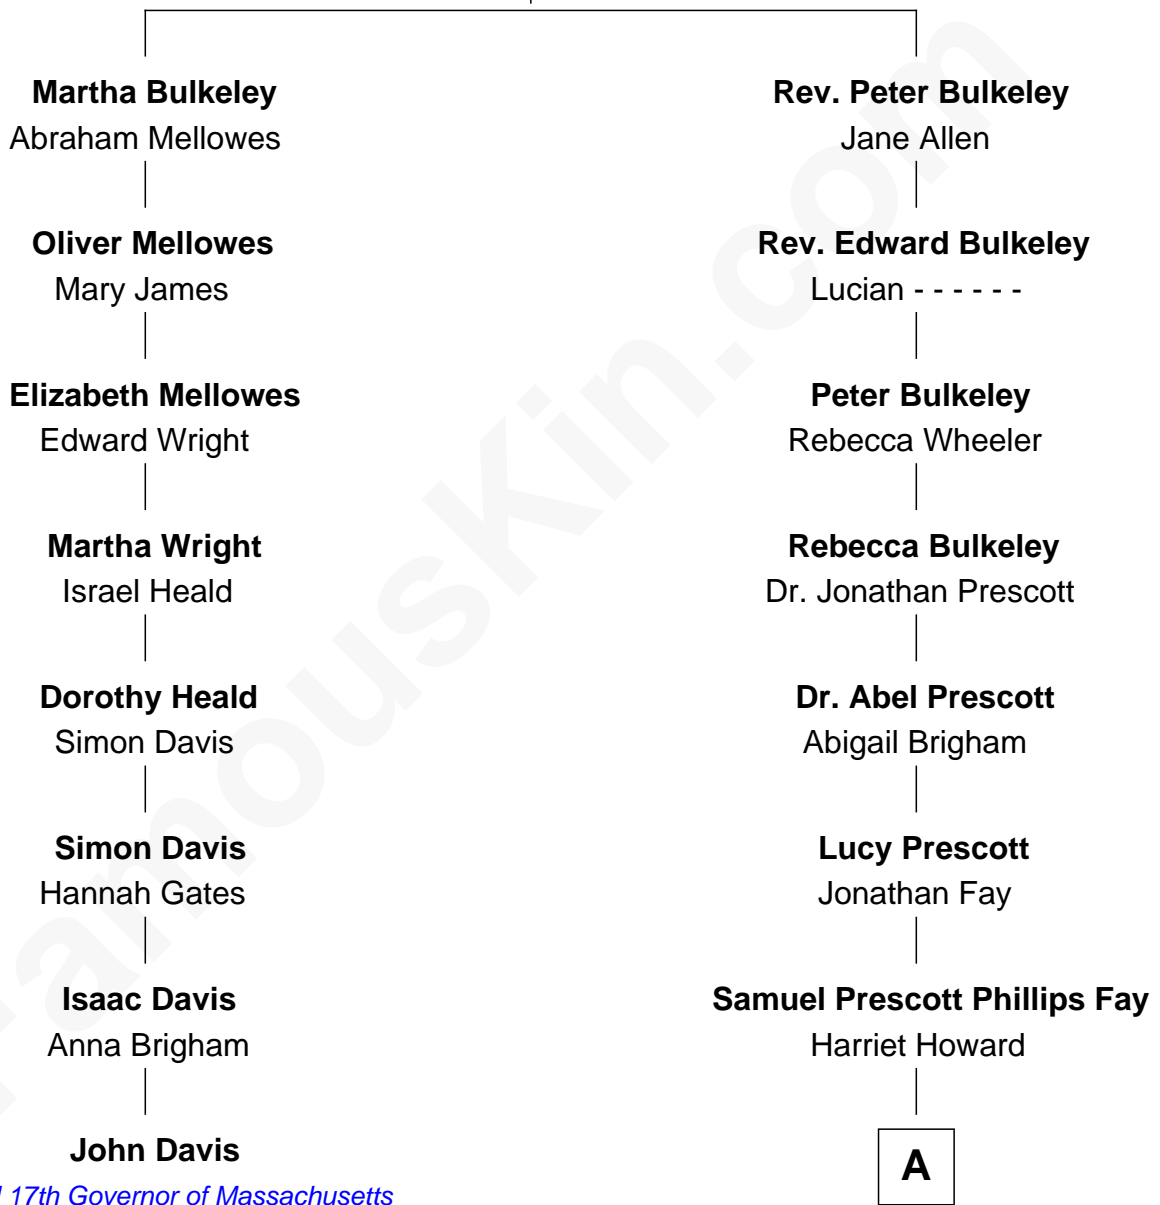 Martha Bulkeley
Abraham Mellowes
Oliver Mellowes
Mary James
Elizabeth Mellowes
Edward Wright
Martha Wright
Israel Heald
Dorothy Heald
Simon Davis
Simon Davis
Hannah Gates
Isaac Davis
Anna Brigham
John Davis
17th Governor of Massachusetts
Rev. Peter Bulkeley
Jane Allen
Rev. Edward Bulkeley
Lucian - - - - - -
Peter Bulkeley
Rebecca Wheeler
Rebecca Bulkeley
Dr. Jonathan Prescott
Dr. Abel Prescott
Abigail Brigham
Lucy Prescott
Jonathan Fay
Samuel Prescott Phillips Fay
Harriet Howard
A
FamousKin.com